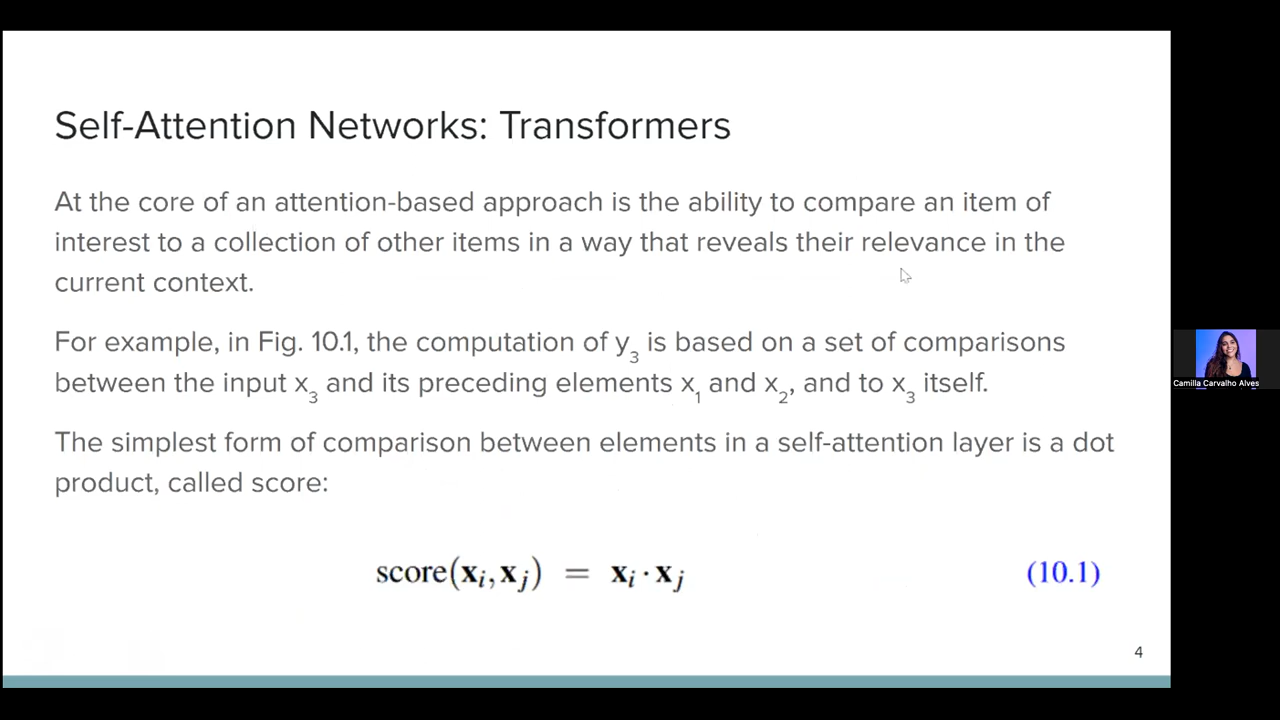 Self-Attention Networks: Transformers
At the core of an attention-based approach is the ability to compare an item of
interest to a collection of other items in a way that reveals their relevance in the
current context.
For example, in Fig. 10.1, the computation of y₃ is based on a set of comparisons
between the input x₃ and its preceding elements x₁ and x₂, and to x₃ itself.
The simplest form of comparison between elements in a self-attention layer is a dot
product, called score:
score(xᵢ, xⱼ) = xᵢ · xⱼ (10.1)
4
Camilla Carvalho Alves